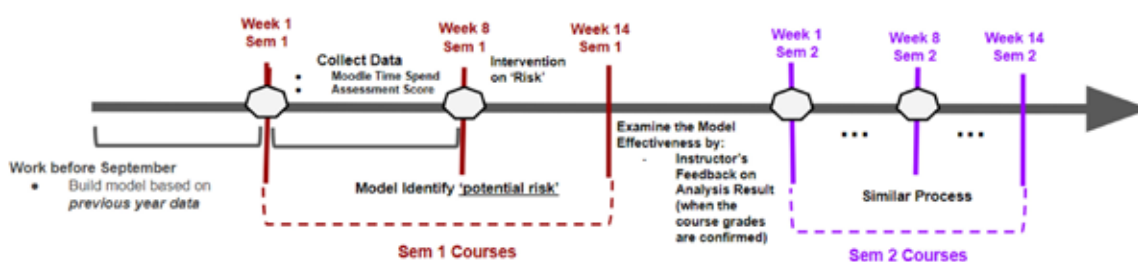 Week 1
Sem 1
Week 8
Sem 1
Week 14
Sem 1
Week 1
Sem 2
Week 8
Sem 2
Week 14
Sem 2
Collect Data
• Moodle Time Spend
• Assessment Score
Intervention
on 'Risk'
Work before September
• Build model based on
previous year data
Model Identify 'potential risk'
Examine the Model
Effectiveness by:
- Instructor's
Feedback on
Analysis Result
(when the
course grades
are confirmed)
...
...
Similar Process
Sem 1 Courses
Sem 2 Courses